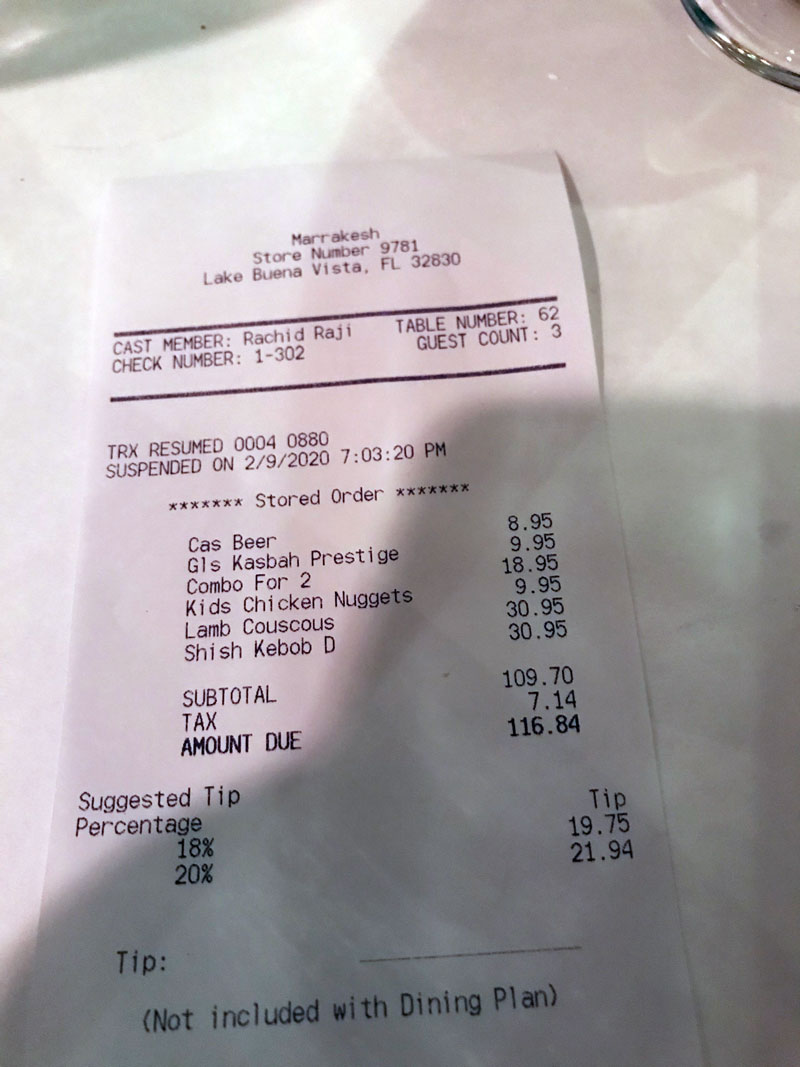 Marrakesh
Store Number 9781
Lake Buena Vista, FL 32830
CAST MEMBER: Rachid Raji TABLE NUMBER: 62
CHECK NUMBER: 1-302 GUEST COUNT: 3
TRX RESUMED 0004 0880
SUSPENDED ON 2/9/2020 7:03:20 PM
******* Stored Order *******
Cas Beer 8.95
Gls Kasbah Prestige 9.95
Combo For 2 18.95
Kids Chicken Nuggets 9.95
Lamb Couscous 30.95
Shish Kebob D 30.95
SUBTOTAL 109.70
TAX 7.14
AMOUNT DUE 116.84
Suggested Tip
Percentage Tip
18% 19.75
20% 21.94
Tip:
(Not included with Dining Plan)